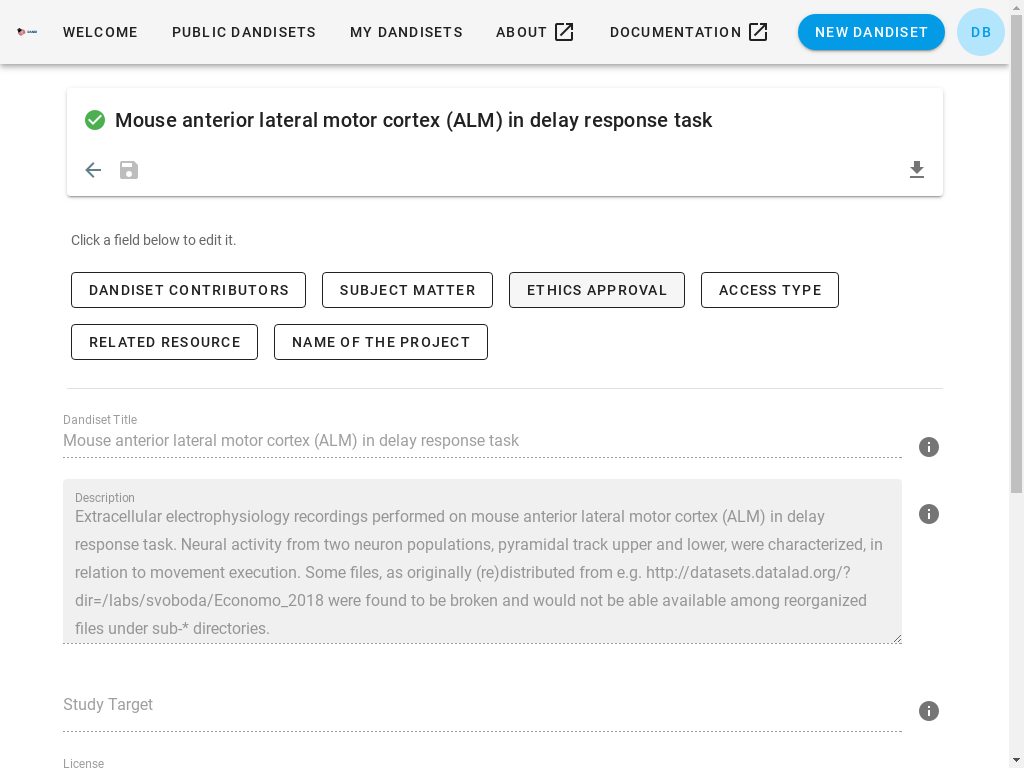 WELCOME
PUBLIC DANDISETS
MY DANDISETS
ABOUT
DOCUMENTATION
NEW DANDISET
DB
Mouse anterior lateral motor cortex (ALM) in delay response task
Click a field below to edit it.
DANDISET CONTRIBUTORS
SUBJECT MATTER
ETHICS APPROVAL
ACCESS TYPE
RELATED RESOURCE
NAME OF THE PROJECT
Dandiset Title
Mouse anterior lateral motor cortex (ALM) in delay response task
Description
Extracellular electrophysiology recordings performed on mouse anterior lateral motor cortex (ALM) in delay
response task. Neural activity from two neuron populations, pyramidal track upper and lower, were characterized, in
relation to movement execution. Some files, as originally (re)distributed from e.g. http://datasets.datalad.org/?
dir=/labs/svoboda/Economo_2018 were found to be broken and would not be able available among reorganized
files under sub-* directories.
Study Target
License